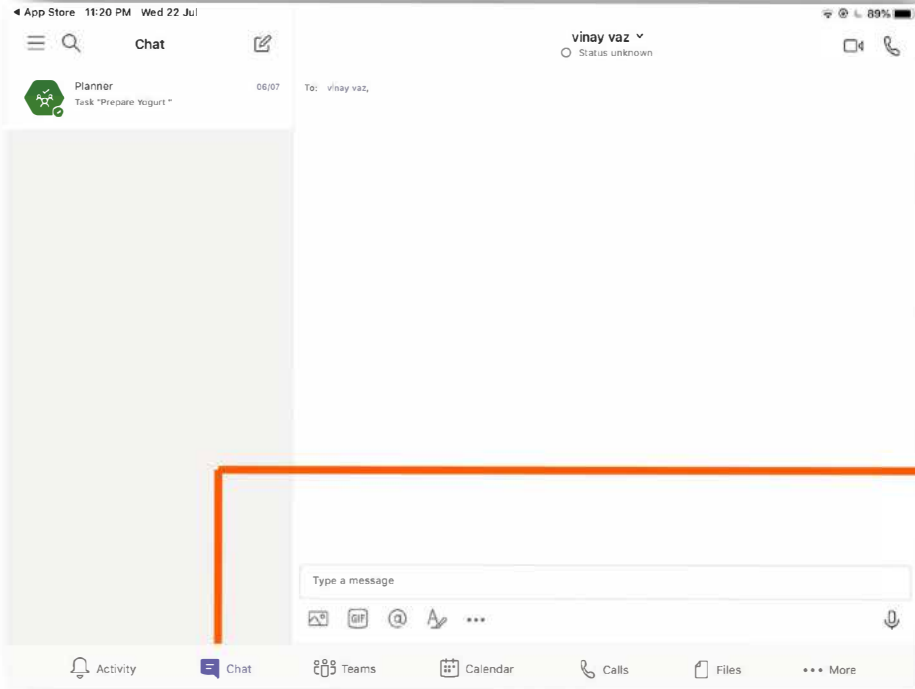 App Store 11:20 PM Wed 22 Jul
89%
Chat
Planner
06/07
Task "Prepare Yogurt "
vinay vaz
Status unknown
To: vinay vaz,
Type a message
GIF
Activity
Chat
Teams
Calendar
Calls
Files
More